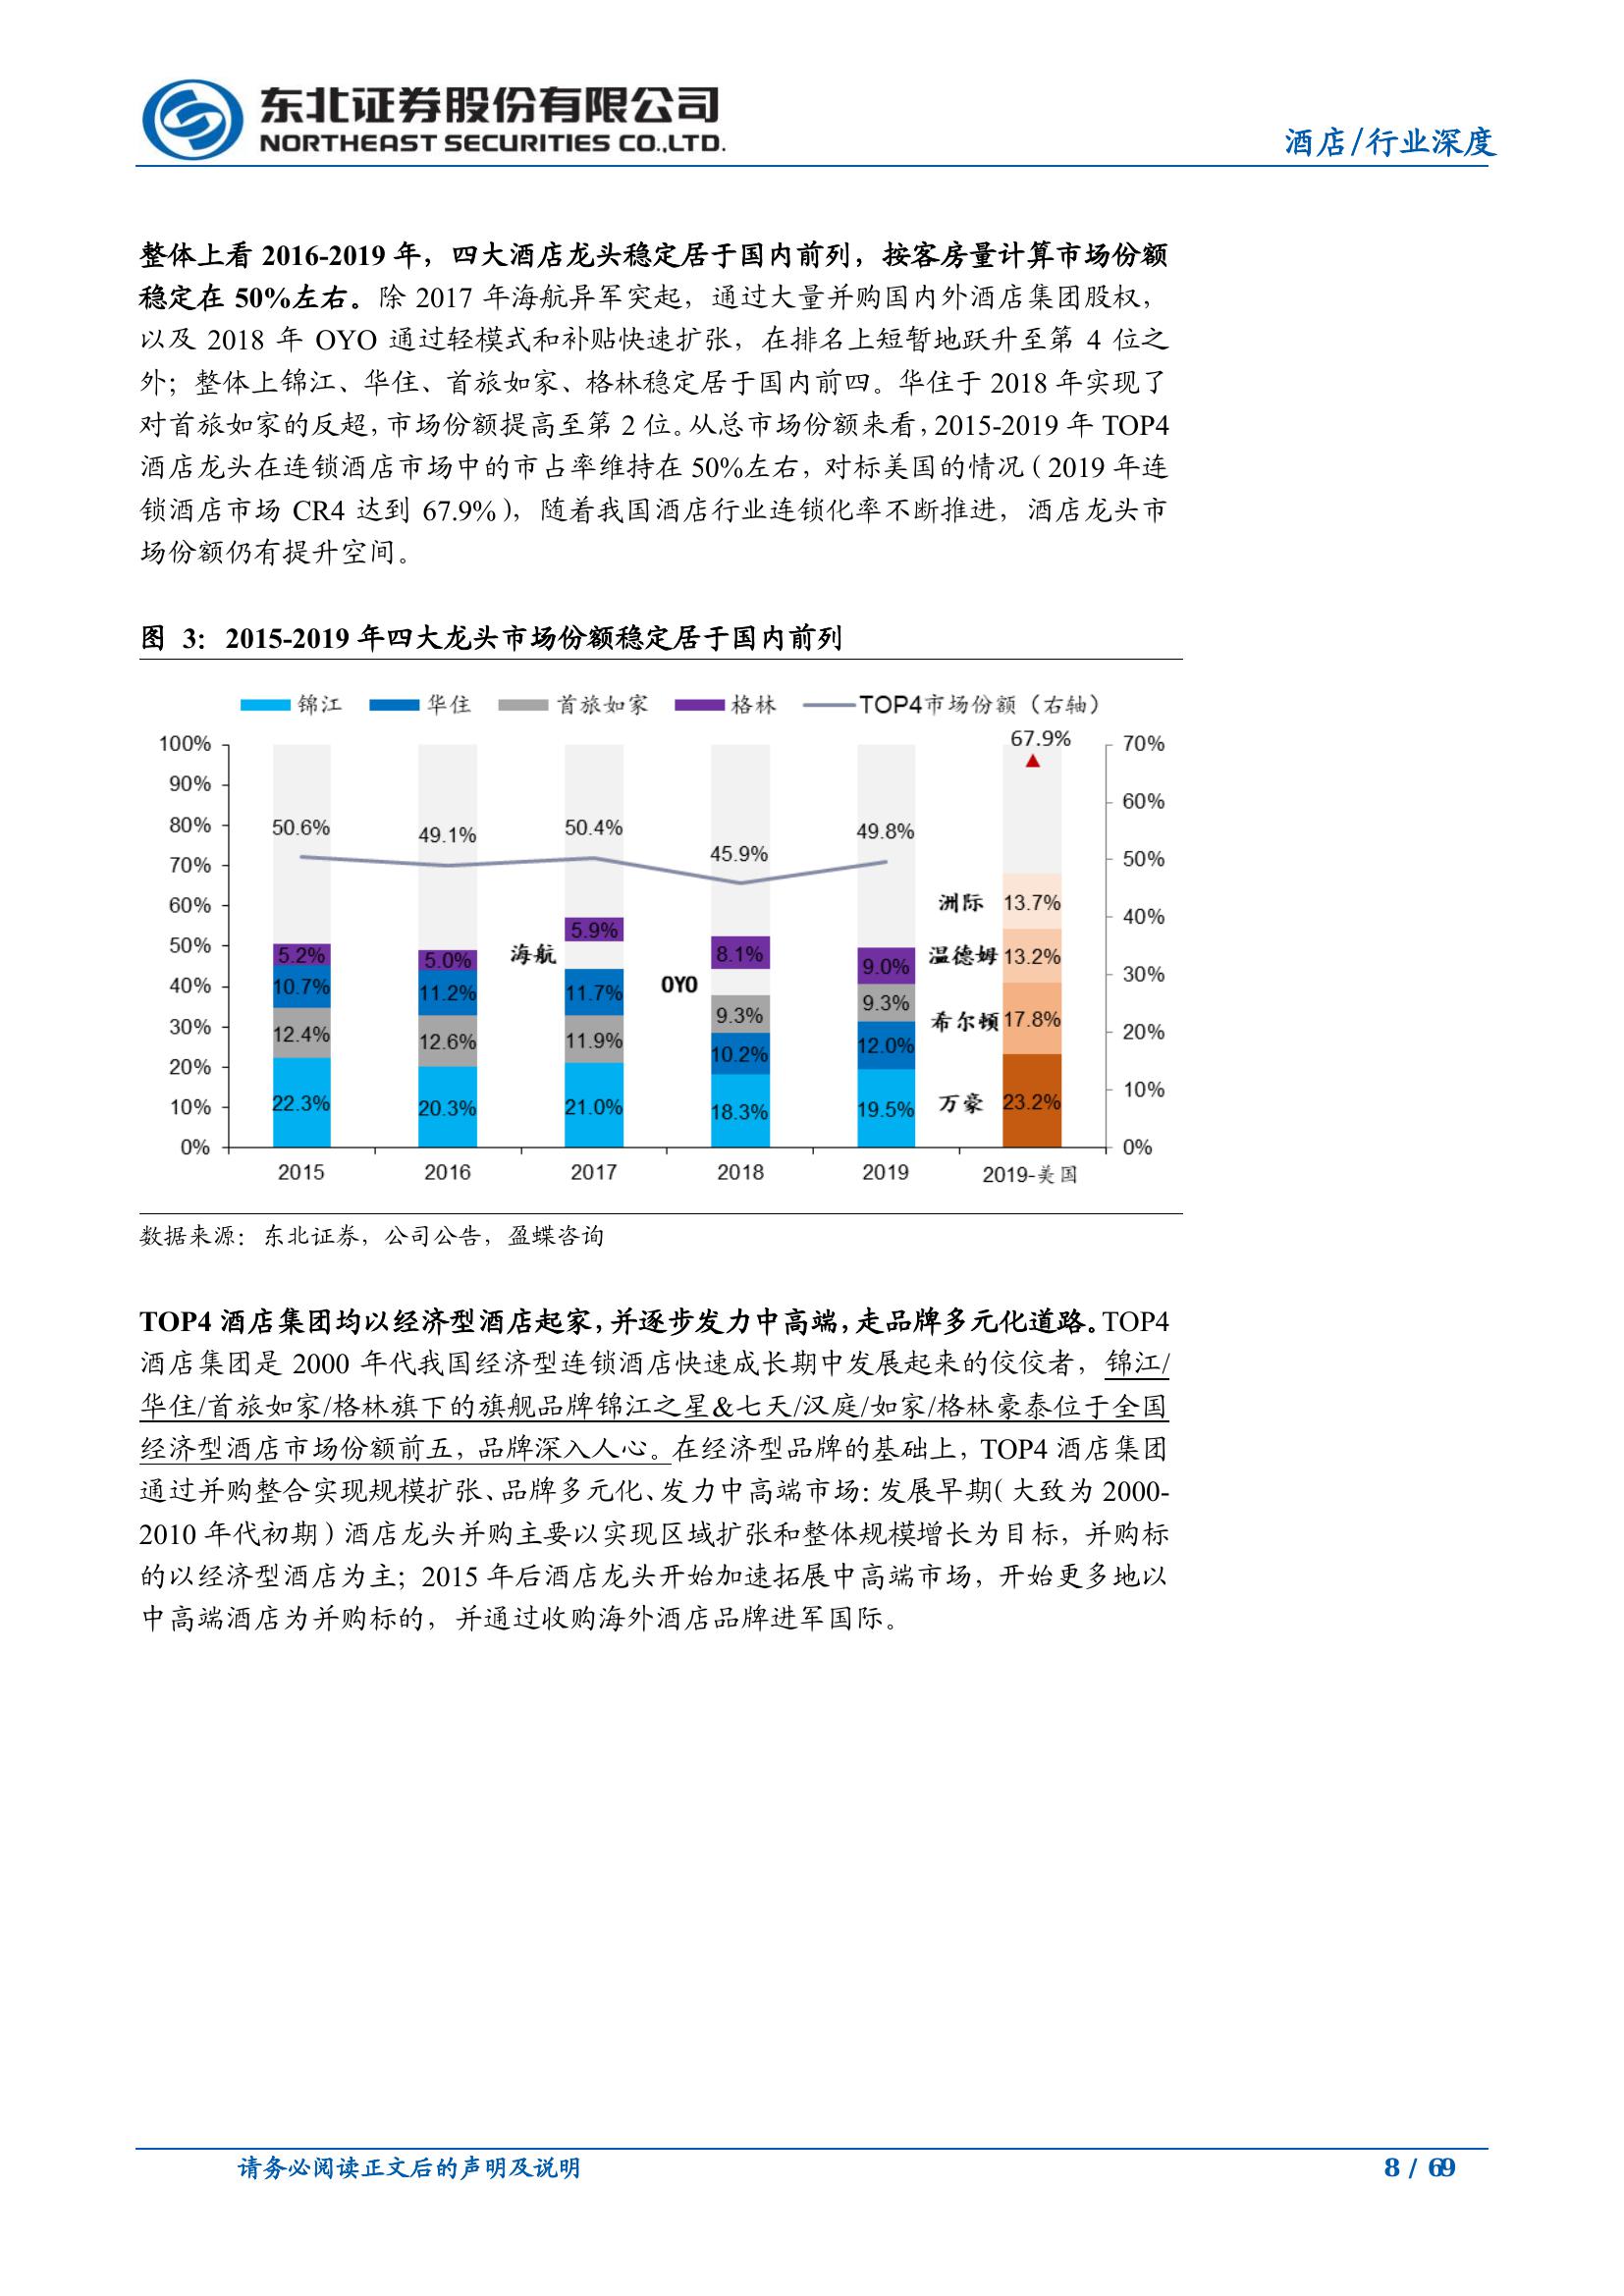 东北证券股份有限公司
NORTHEAST SECURITIES CO.,LTD.
酒店/行业深度
整体上看 2016-2019 年，四大酒店龙头稳定居于国内前列，按客房量计算市场份额
稳定在 50%左右。除 2017 年海航异军突起，通过大量并购国内外酒店集团股权，
以及 2018 年 OYO 通过轻模式和补贴快速扩张，在排名上短暂地跃升至第 4 位之
外；整体上锦江、华住、首旅如家、格林稳定居于国内前四。华住于 2018 年实现了
对首旅如家的反超，市场份额提高至第 2 位。从总市场份额来看，2015-2019 年 TOP4
酒店龙头在连锁酒店市场中的市占率维持在 50%左右，对标美国的情况（2019 年连
锁酒店市场 CR4 达到 67.9%），随着我国酒店行业连锁化率不断推进，酒店龙头市
场份额仍有提升空间。
图 3：2015-2019 年四大龙头市场份额稳定居于国内前列
锦江 华住 首旅如家 格林 TOP4市场份额（右轴）
100% 67.9% 70%
90%
60%
80% 50.6% 49.1% 50.4% 45.9% 49.8%
70% 50%
60% 洲际 13.7% 40%
50% 5.2% 5.0% 海航 5.9% 8.1% 9.0% 温德姆 13.2%
30%
40% 10.7% 11.2% 11.7% OYO 9.3% 9.3% 希尔顿 17.8%
30% 12.4% 12.6% 11.9% 10.2% 12.0% 20%
20%
10% 22.3% 20.3% 21.0% 18.3% 19.5% 万豪 23.2% 10%
0% 0%
2015 2016 2017 2018 2019 2019-美国
数据来源：东北证券，公司公告，盈蝶咨询
TOP4 酒店集团均以经济型酒店起家，并逐步发力中高端，走品牌多元化道路。TOP4
酒店集团是 2000 年代我国经济型连锁酒店快速成长期中发展起来的佼佼者，锦江/
华住/首旅如家/格林旗下的旗舰品牌锦江之星&七天/汉庭/如家/格林豪泰位于全国
经济型酒店市场份额前五，品牌深入人心。在经济型品牌的基础上，TOP4 酒店集团
通过并购整合实现规模扩张、品牌多元化、发力中高端市场：发展早期（大致为 2000-
2010 年代初期）酒店龙头并购主要以实现区域扩张和整体规模增长为目标，并购标
的以经济型酒店为主；2015 年后酒店龙头开始加速拓展中高端市场，开始更多地以
中高端酒店为并购标的，并通过收购海外酒店品牌进军国际。
请务必阅读正文后的声明及说明
8 / 69